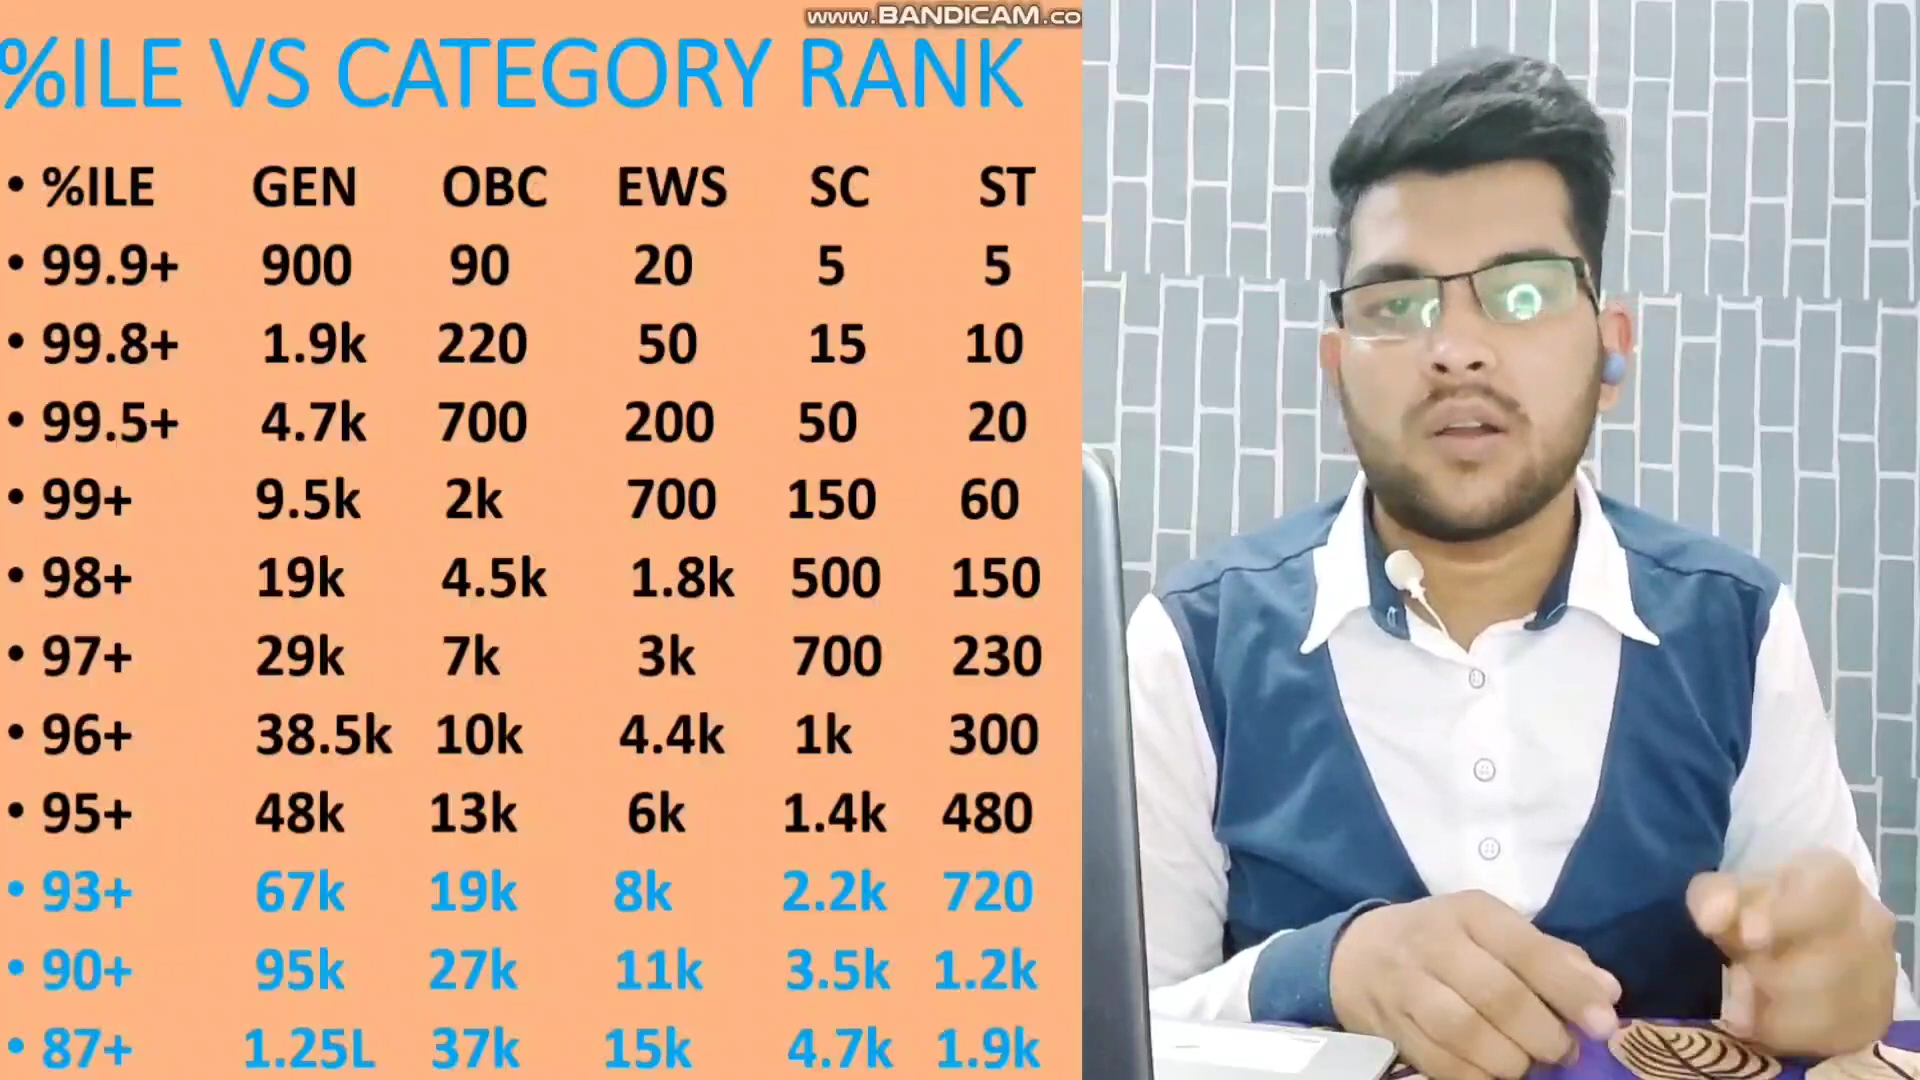 www.BANDICAM.co
%ILE VS CATEGORY RANK
• %ILE GEN OBC EWS SC ST
• 99.9+ 900 90 20 5 5
• 99.8+ 1.9k 220 50 15 10
• 99.5+ 4.7k 700 200 50 20
• 99+ 9.5k 2k 700 150 60
• 98+ 19k 4.5k 1.8k 500 150
• 97+ 29k 7k 3k 700 230
• 96+ 38.5k 10k 4.4k 1k 300
• 95+ 48k 13k 6k 1.4k 480
• 93+ 67k 19k 8k 2.2k 720
• 90+ 95k 27k 11k 3.5k 1.2k
• 87+ 1.25L 37k 15k 4.7k 1.9k